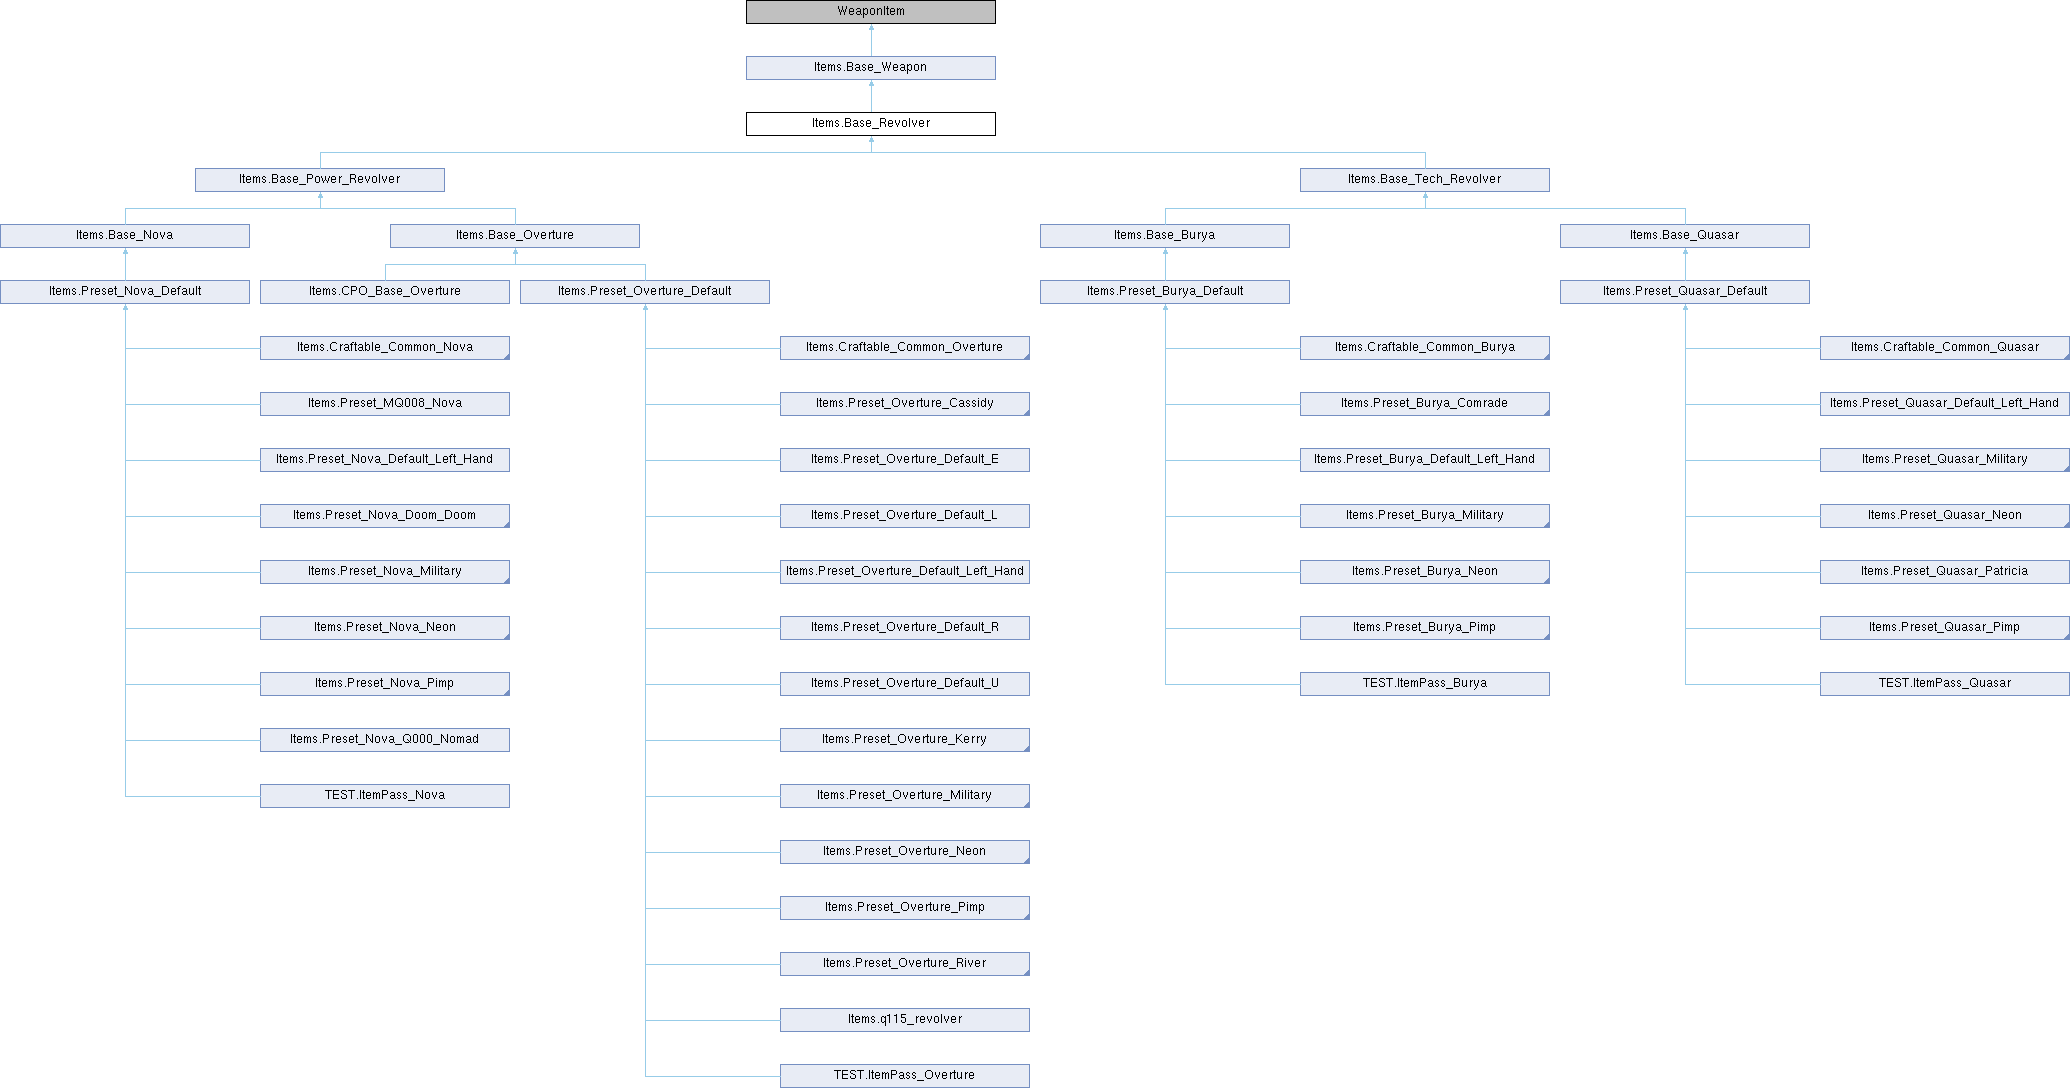 WeaponItem
Items.Base_Weapon
Items.Base_Revolver
Items.Base_Power_Revolver
Items.Base_Tech_Revolver
Items.Base_Nova
Items.Base_Overture
Items.Base_Burya
Items.Base_Quasar
Items.Preset_Nova_Default
Items.CPO_Base_Overture
Items.Preset_Overture_Default
Items.Preset_Burya_Default
Items.Preset_Quasar_Default
Items.Craftable_Common_Nova
Items.Craftable_Common_Overture
Items.Craftable_Common_Burya
Items.Craftable_Common_Quasar
Items.Preset_MQ008_Nova
Items.Preset_Overture_Cassidy
Items.Preset_Burya_Comrade
Items.Preset_Quasar_Default_Left_Hand
Items.Preset_Nova_Default_Left_Hand
Items.Preset_Overture_Default_E
Items.Preset_Burya_Default_Left_Hand
Items.Preset_Quasar_Military
Items.Preset_Nova_Doom_Doom
Items.Preset_Overture_Default_L
Items.Preset_Burya_Military
Items.Preset_Quasar_Neon
Items.Preset_Nova_Military
Items.Preset_Overture_Default_Left_Hand
Items.Preset_Burya_Neon
Items.Preset_Quasar_Patricia
Items.Preset_Nova_Neon
Items.Preset_Overture_Default_R
Items.Preset_Burya_Pimp
Items.Preset_Quasar_Pimp
Items.Preset_Nova_Pimp
Items.Preset_Overture_Default_U
TEST.ItemPass_Burya
TEST.ItemPass_Quasar
Items.Preset_Nova_Q000_Nomad
Items.Preset_Overture_Kerry
TEST.ItemPass_Nova
Items.Preset_Overture_Military
Items.Preset_Overture_Neon
Items.Preset_Overture_Pimp
Items.Preset_Overture_River
Items.q115_revolver
TEST.ItemPass_Overture